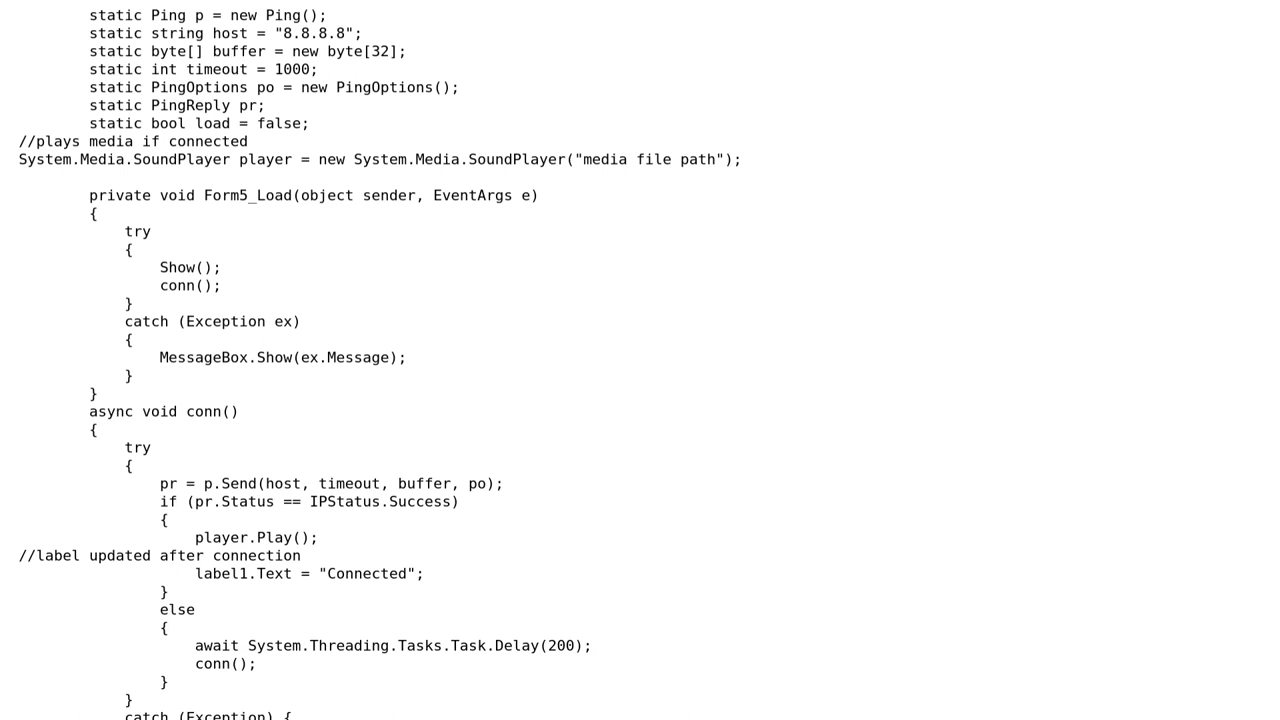 static Ping p = new Ping();
static string host = "8.8.8.8";
static byte[] buffer = new byte[32];
static int timeout = 1000;
static PingOptions po = new PingOptions();
static PingReply pr;
static bool load = false;
//plays media if connected
System.Media.SoundPlayer player = new System.Media.SoundPlayer("media file path");
private void Form5_Load(object sender, EventArgs e)
{
try
{
Show();
conn();
}
catch (Exception ex)
{
MessageBox.Show(ex.Message);
}
}
async void conn()
{
try
{
pr = p.Send(host, timeout, buffer, po);
if (pr.Status == IPStatus.Success)
{
player.Play();
//label updated after connection
label1.Text = "Connected";
}
else
{
await System.Threading.Tasks.Task.Delay(200);
conn();
}
}
catch (Exception) {